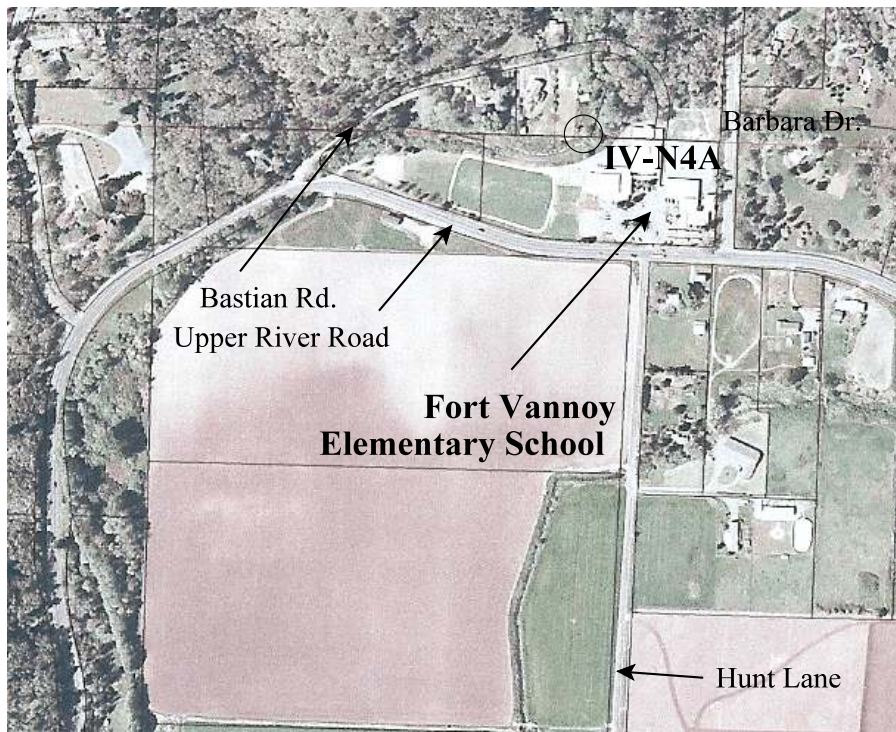 Barbara Dr.
IV-N4A
Bastian Rd.
Upper River Road
Fort Vannoy
Elementary School
Hunt Lane